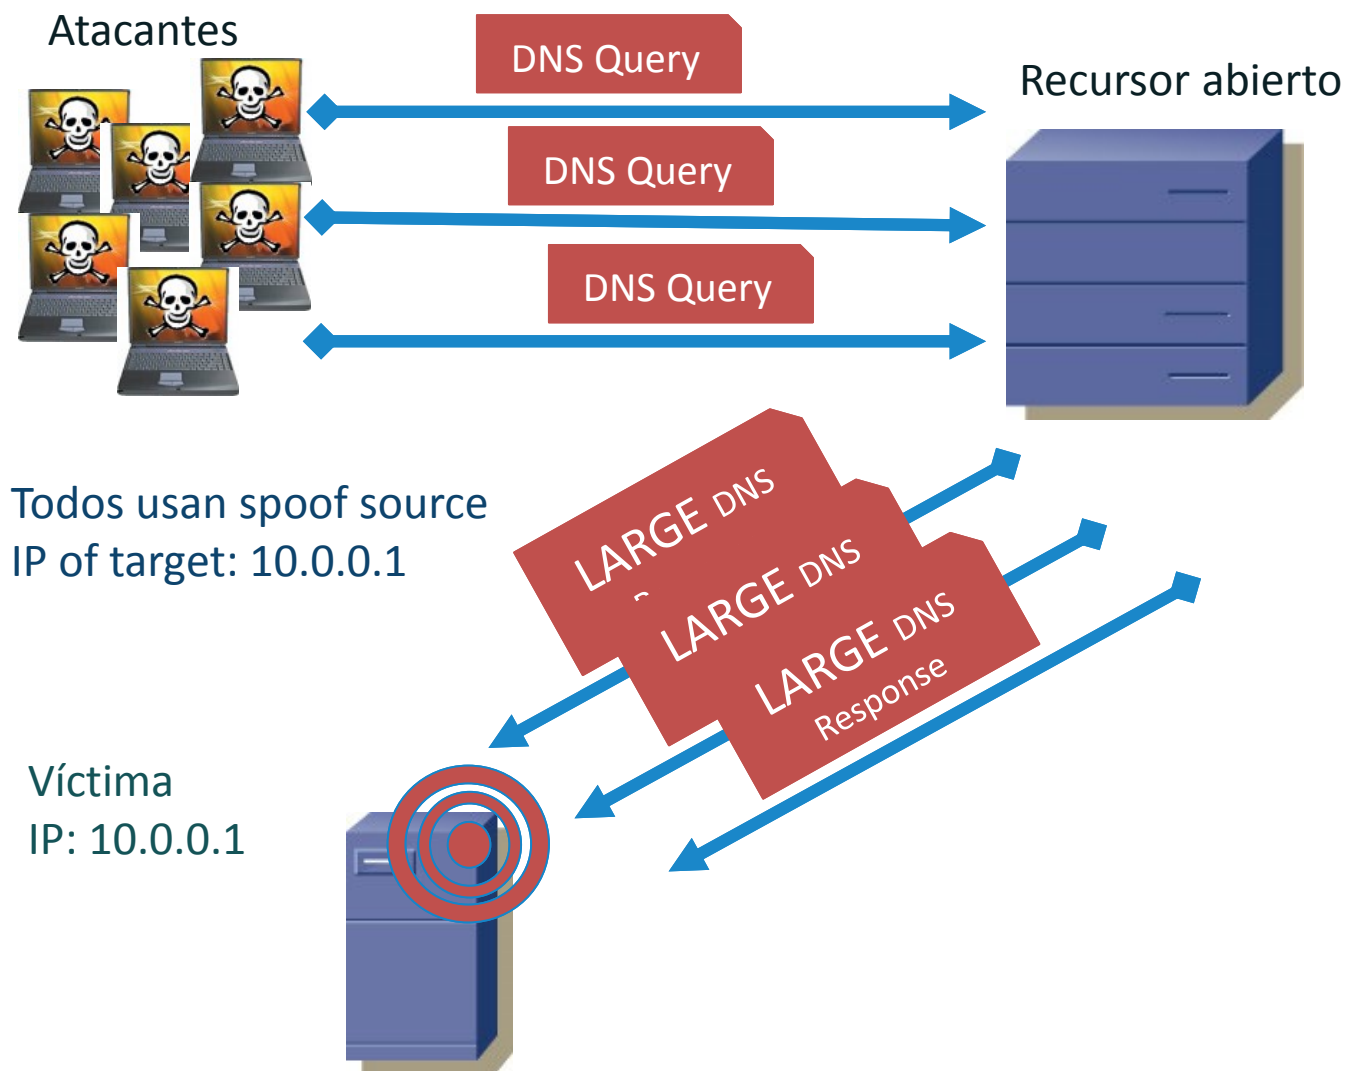 Atacantes
DNS Query
Recursor abierto
DNS Query
DNS Query
Todos usan spoof source
IP of target: 10.0.0.1
LARGE DNS
LARGE DNS
LARGE DNS
Response
Víctima
IP: 10.0.0.1